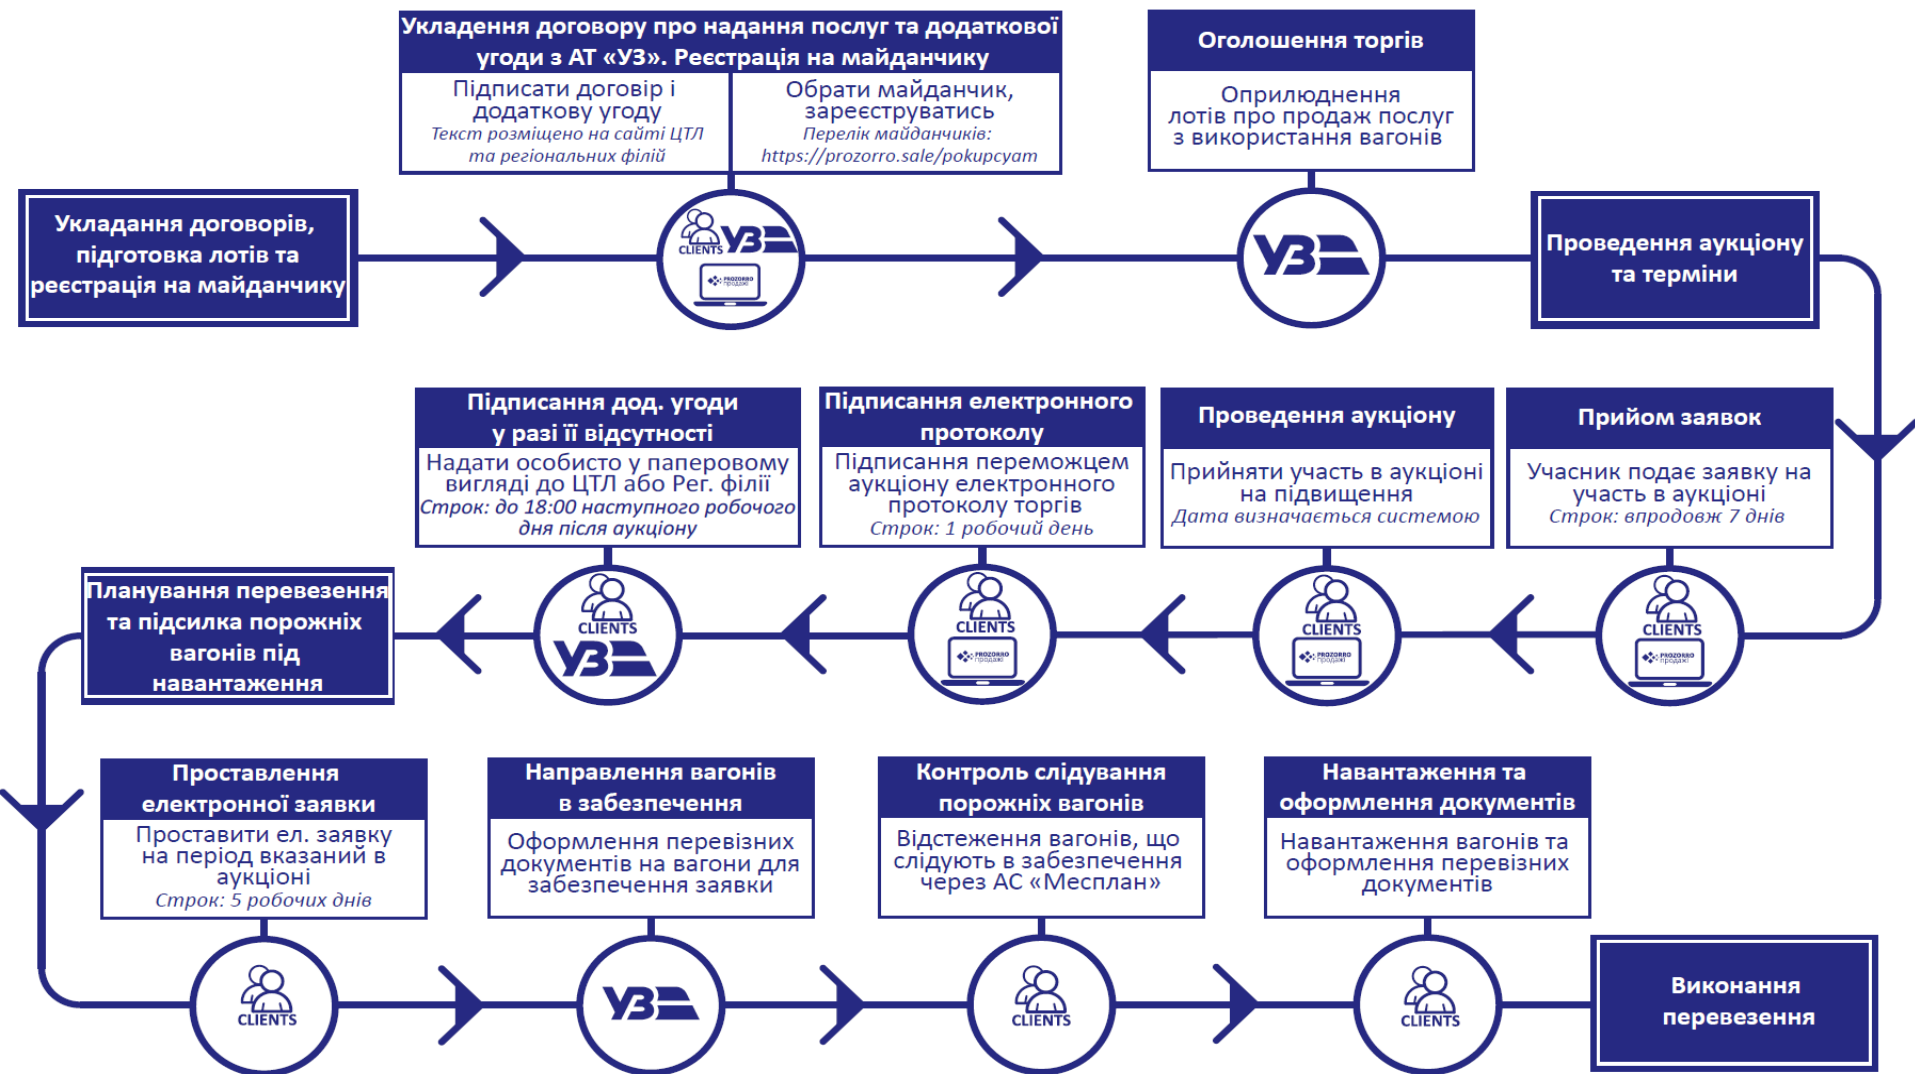 Укладення договору про надання послуг та додаткової
угоди з АТ «УЗ». Реєстрація на майданчику
Підписати договір і
додаткову угоду
Текст розміщено на сайті ЦТЛ
та регіональних філій
Обрати майданчик,
зареєструватись
Перелік майданчиків:
https://prozorro.sale/pokupcyam
Оголошення торгів
Оприлюднення
лотів про продаж послуг
з використання вагонів
Укладання договорів,
підготовка лотів та
реєстрація на майданчику
CLIENTS
УЗ
PROZORRO
продажі
УЗ
Проведення аукціону
та терміни
Підписання дод. угоди
у разі її відсутності
Надати особисто у паперовому
вигляді до ЦТЛ або Рег. філії
Строк: до 18:00 наступного робочого
дня після аукціону
Підписання електронного
протоколу
Підписання переможцем
аукціону електронного
протоколу торгів
Строк: 1 робочий день
Проведення аукціону
Прийняти участь в аукціоні
на підвищення
Дата визначається системою
Прийом заявок
Учасник подає заявку на
участь в аукціоні
Строк: впродовж 7 днів
Планування перевезення
та підсилка порожніх
вагонів під
навантаження
CLIENTS
УЗ
CLIENTS
PROZORRO
продажі
CLIENTS
PROZORRO
продажі
CLIENTS
PROZORRO
продажі
Проставлення
електронної заявки
Проставити ел. заявку
на період вказаний в
аукціоні
Строк: 5 робочих днів
Направлення вагонів
в забезпечення
Оформлення перевізних
документів на вагони для
забезпечення заявки
Контроль слідування
порожніх вагонів
Відстеження вагонів, що
слідують в забезпечення
через АС «Месплан»
Навантаження та
оформлення документів
Навантаження вагонів та
оформлення перевізних
документів
CLIENTS
УЗ
CLIENTS
CLIENTS
Виконання
перевезення